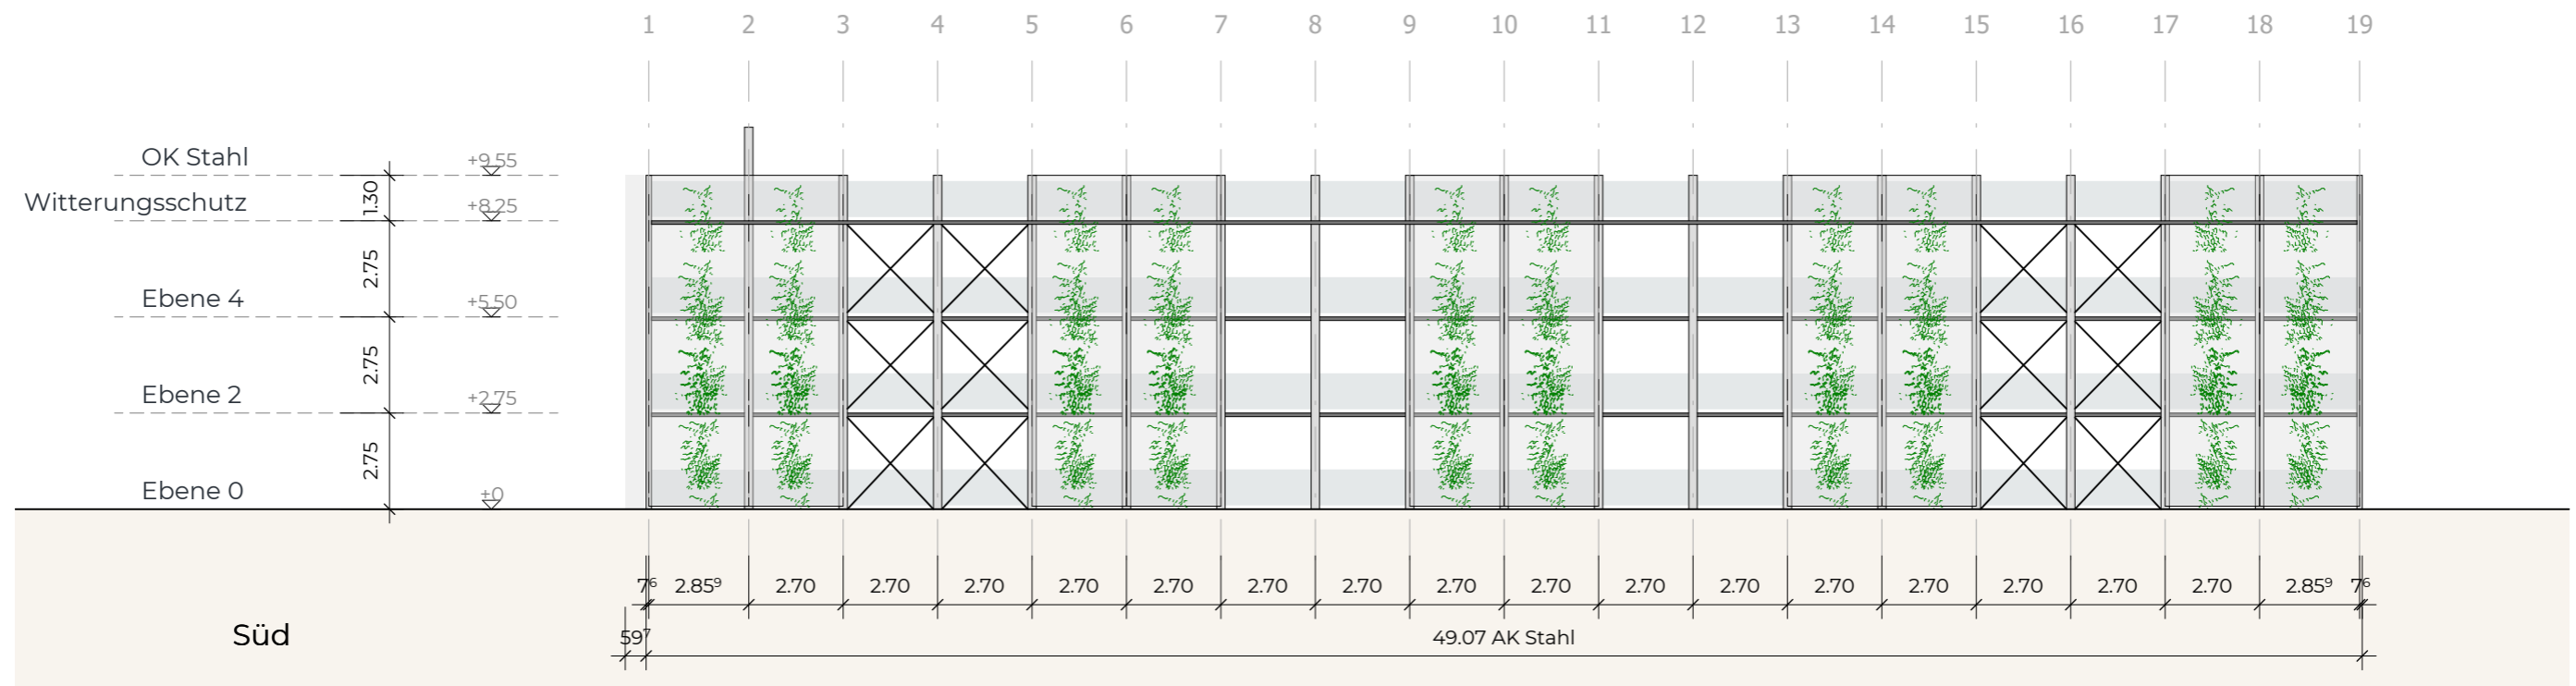 1 2 3 4 5 6 7 8 9 10 11 12 13 14 15 16 17 18 19
OK Stahl +9.55
1.30
Witterungsschutz +8.25
2.75
Ebene 4 +5.50
2.75
Ebene 2 +2.75
2.75
Ebene 0 +0
7⁶ 2.85⁹ 2.70 2.70 2.70 2.70 2.70 2.70 2.70 2.70 2.70 2.70 2.70 2.70 2.70 2.70 2.70 2.70 2.85⁹ 7⁶
Süd
59⁷ 49.07 AK Stahl